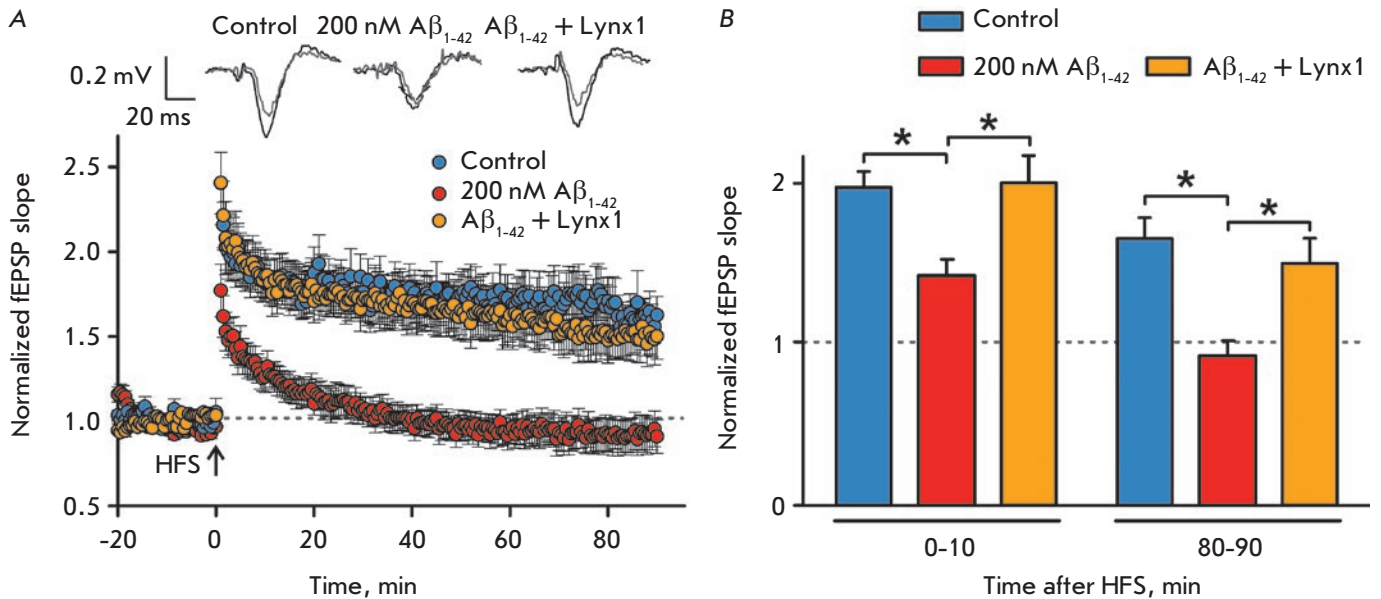 A
Control 200 nM Aβ₁₋₄₂ Aβ₁₋₄₂ + Lynx1
0.2 mV
20 ms
Normalized fEPSP slope
2.5
2.0
1.5
1.0
0.5
Control
200 nM Aβ₁₋₄₂
Aβ₁₋₄₂ + Lynx1
HFS
-20 0 20 40 60 80
Time, min
B
Control
200 nM Aβ₁₋₄₂ Aβ₁₋₄₂ + Lynx1
Normalized fEPSP slope
2
1
0
* * * *
0-10 80-90
Time after HFS, min